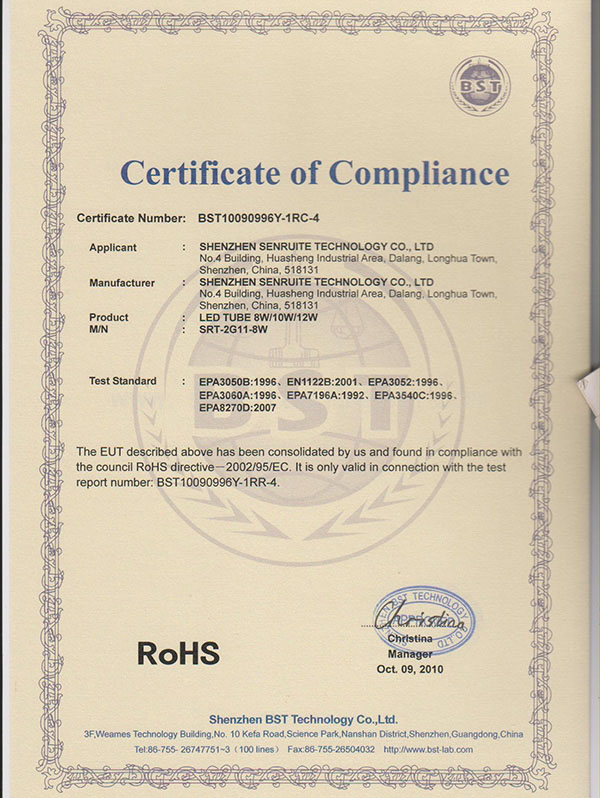 BST
Certificate of Compliance
Certificate Number: BST10090996Y-1RC-4
Applicant : SHENZHEN SENRUITE TECHNOLOGY CO., LTD
No.4 Building, Huasheng Industrial Area, Dalang, Longhua Town,
Shenzhen, China, 518131
Manufacturer : SHENZHEN SENRUITE TECHNOLOGY CO., LTD
No.4 Building, Huasheng Industrial Area, Dalang, Longhua Town,
Shenzhen, China, 518131
Product : LED TUBE 8W/10W/12W
M/N : SRT-2G11-8W
Test Standard : EPA3050B:1996、EN1122B:2001、EPA3052:1996、
EPA3060A:1996、EPA7196A:1992、EPA3540C:1996、
EPA8270D:2007
BST
The EUT described above has been consolidated by us and found in compliance with
the council RoHS directive－2002/95/EC. It is only valid in connection with the test
report number: BST10090996Y-1RR-4.
BST TECHNOLOGY CO.,LTD
Christina
Christina
Manager
Oct. 09, 2010
RoHS
Shenzhen BST Technology Co.,Ltd.
3F,Wearnes Technology Building,No. 10 Kefa Road,Science Park,Nanshan District,Shenzhen,Guangdong,China
Tel:86-755- 26747751~3（100 lines） Fax:86-755-26504032 http://www.bst-lab.com